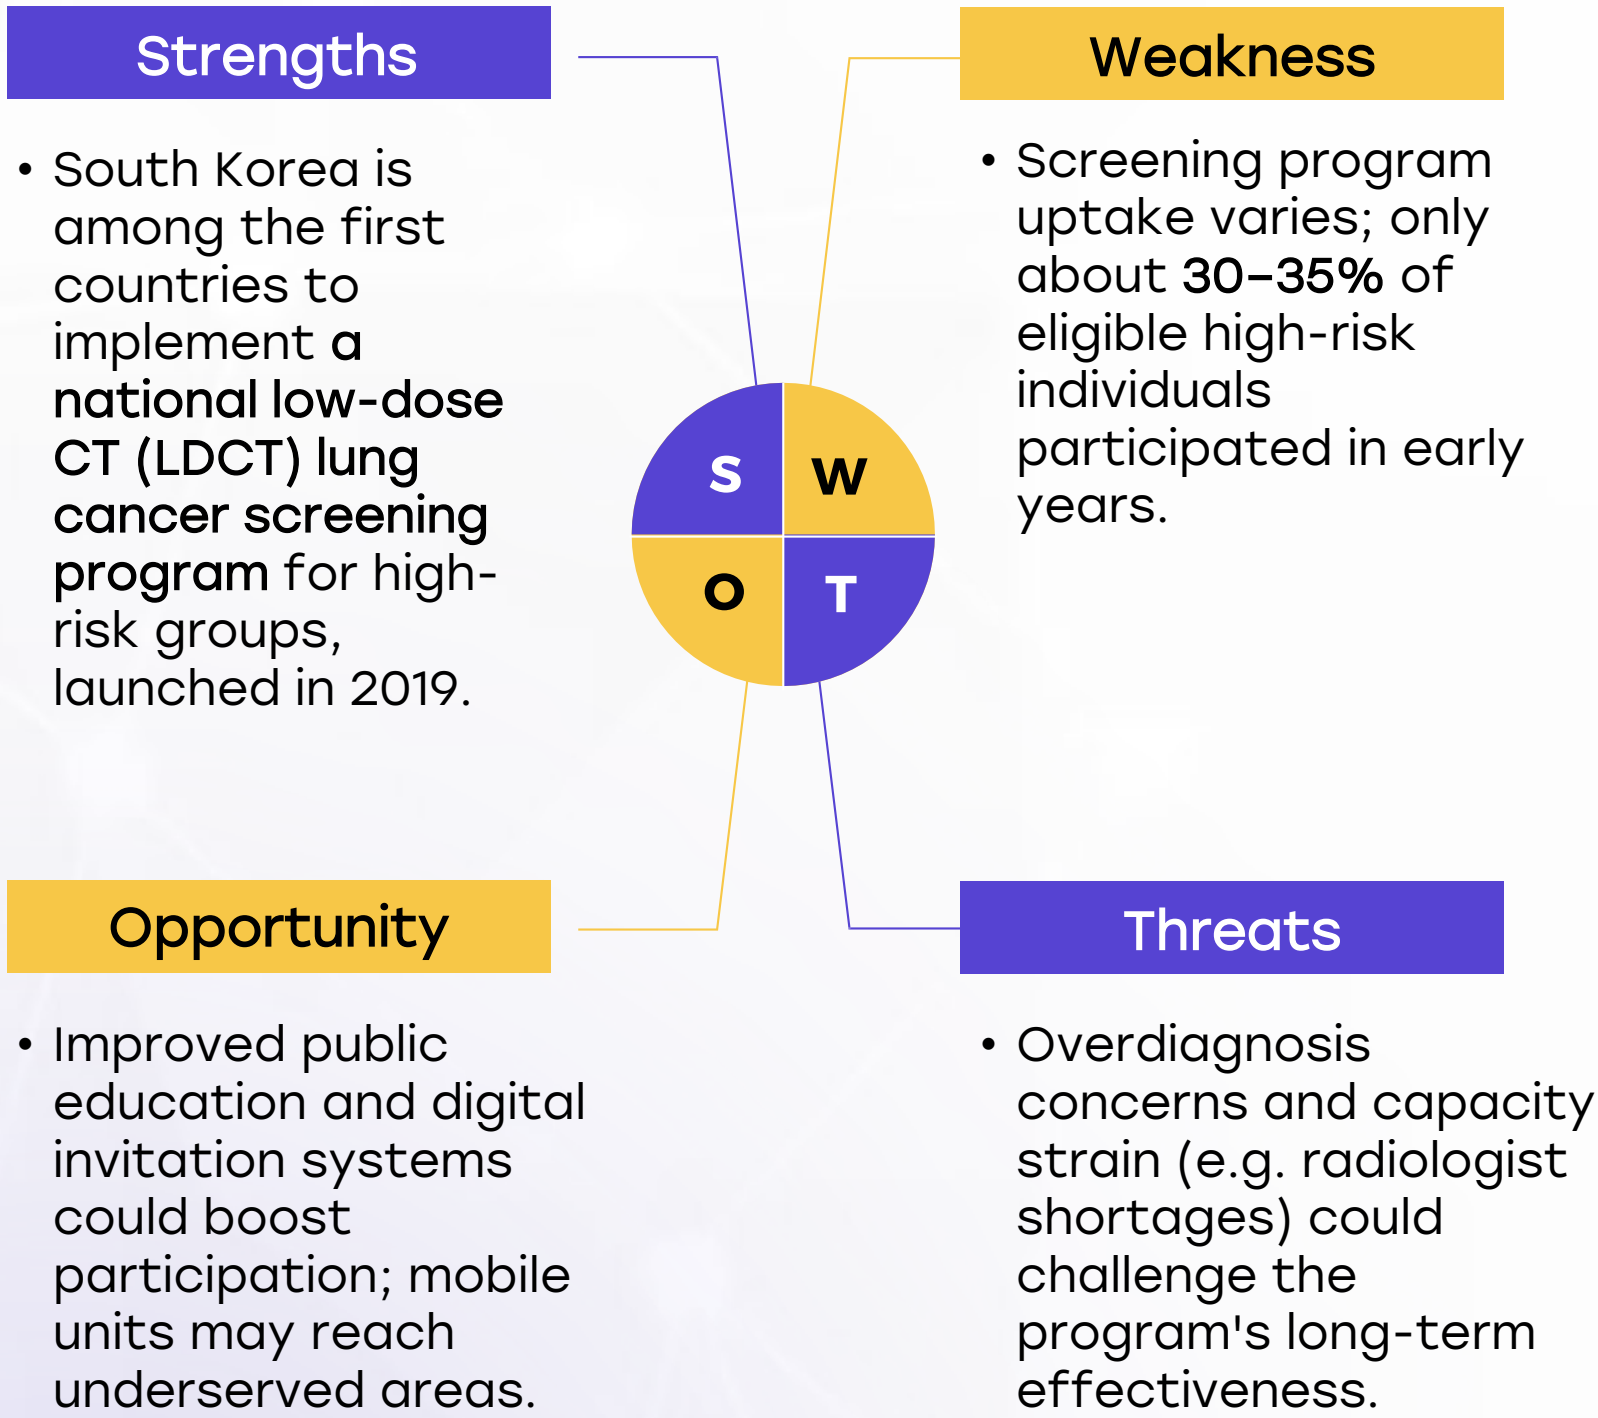 Strengths
• South Korea is
among the first
countries to
implement a
national low-dose
CT (LDCT) lung
cancer screening
program for high-
risk groups,
launched in 2019.
Weakness
• Screening program
uptake varies; only
about 30–35% of
eligible high-risk
individuals
participated in early
years.
S
W
O
T
Opportunity
• Improved public
education and digital
invitation systems
could boost
participation; mobile
units may reach
underserved areas.
Threats
• Overdiagnosis
concerns and capacity
strain (e.g. radiologist
shortages) could
challenge the
program's long-term
effectiveness.